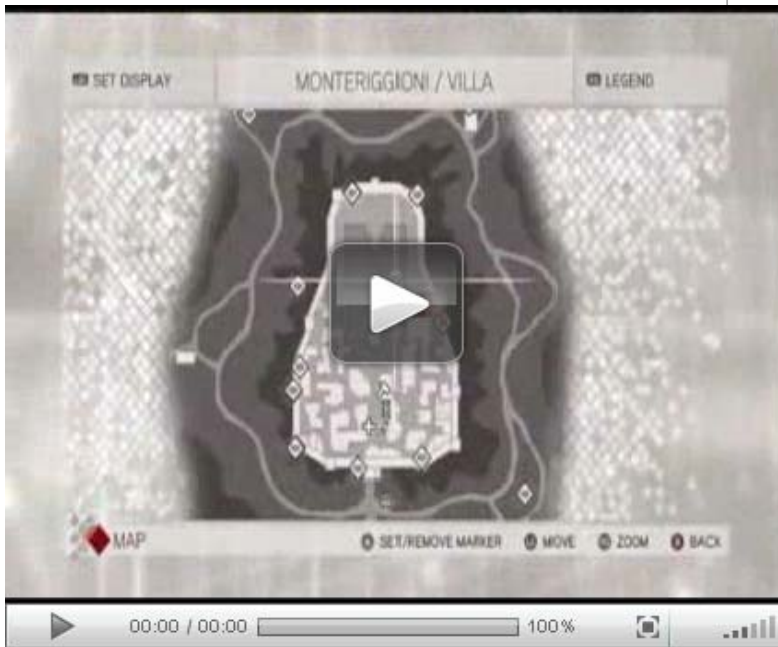 SET DISPLAY
MONTERIGGIONI / VILLA
LEGEND
MAP
SET/REMOVE MARKER
MOVE
ZOOM
BACK
00:00 / 00:00
100%